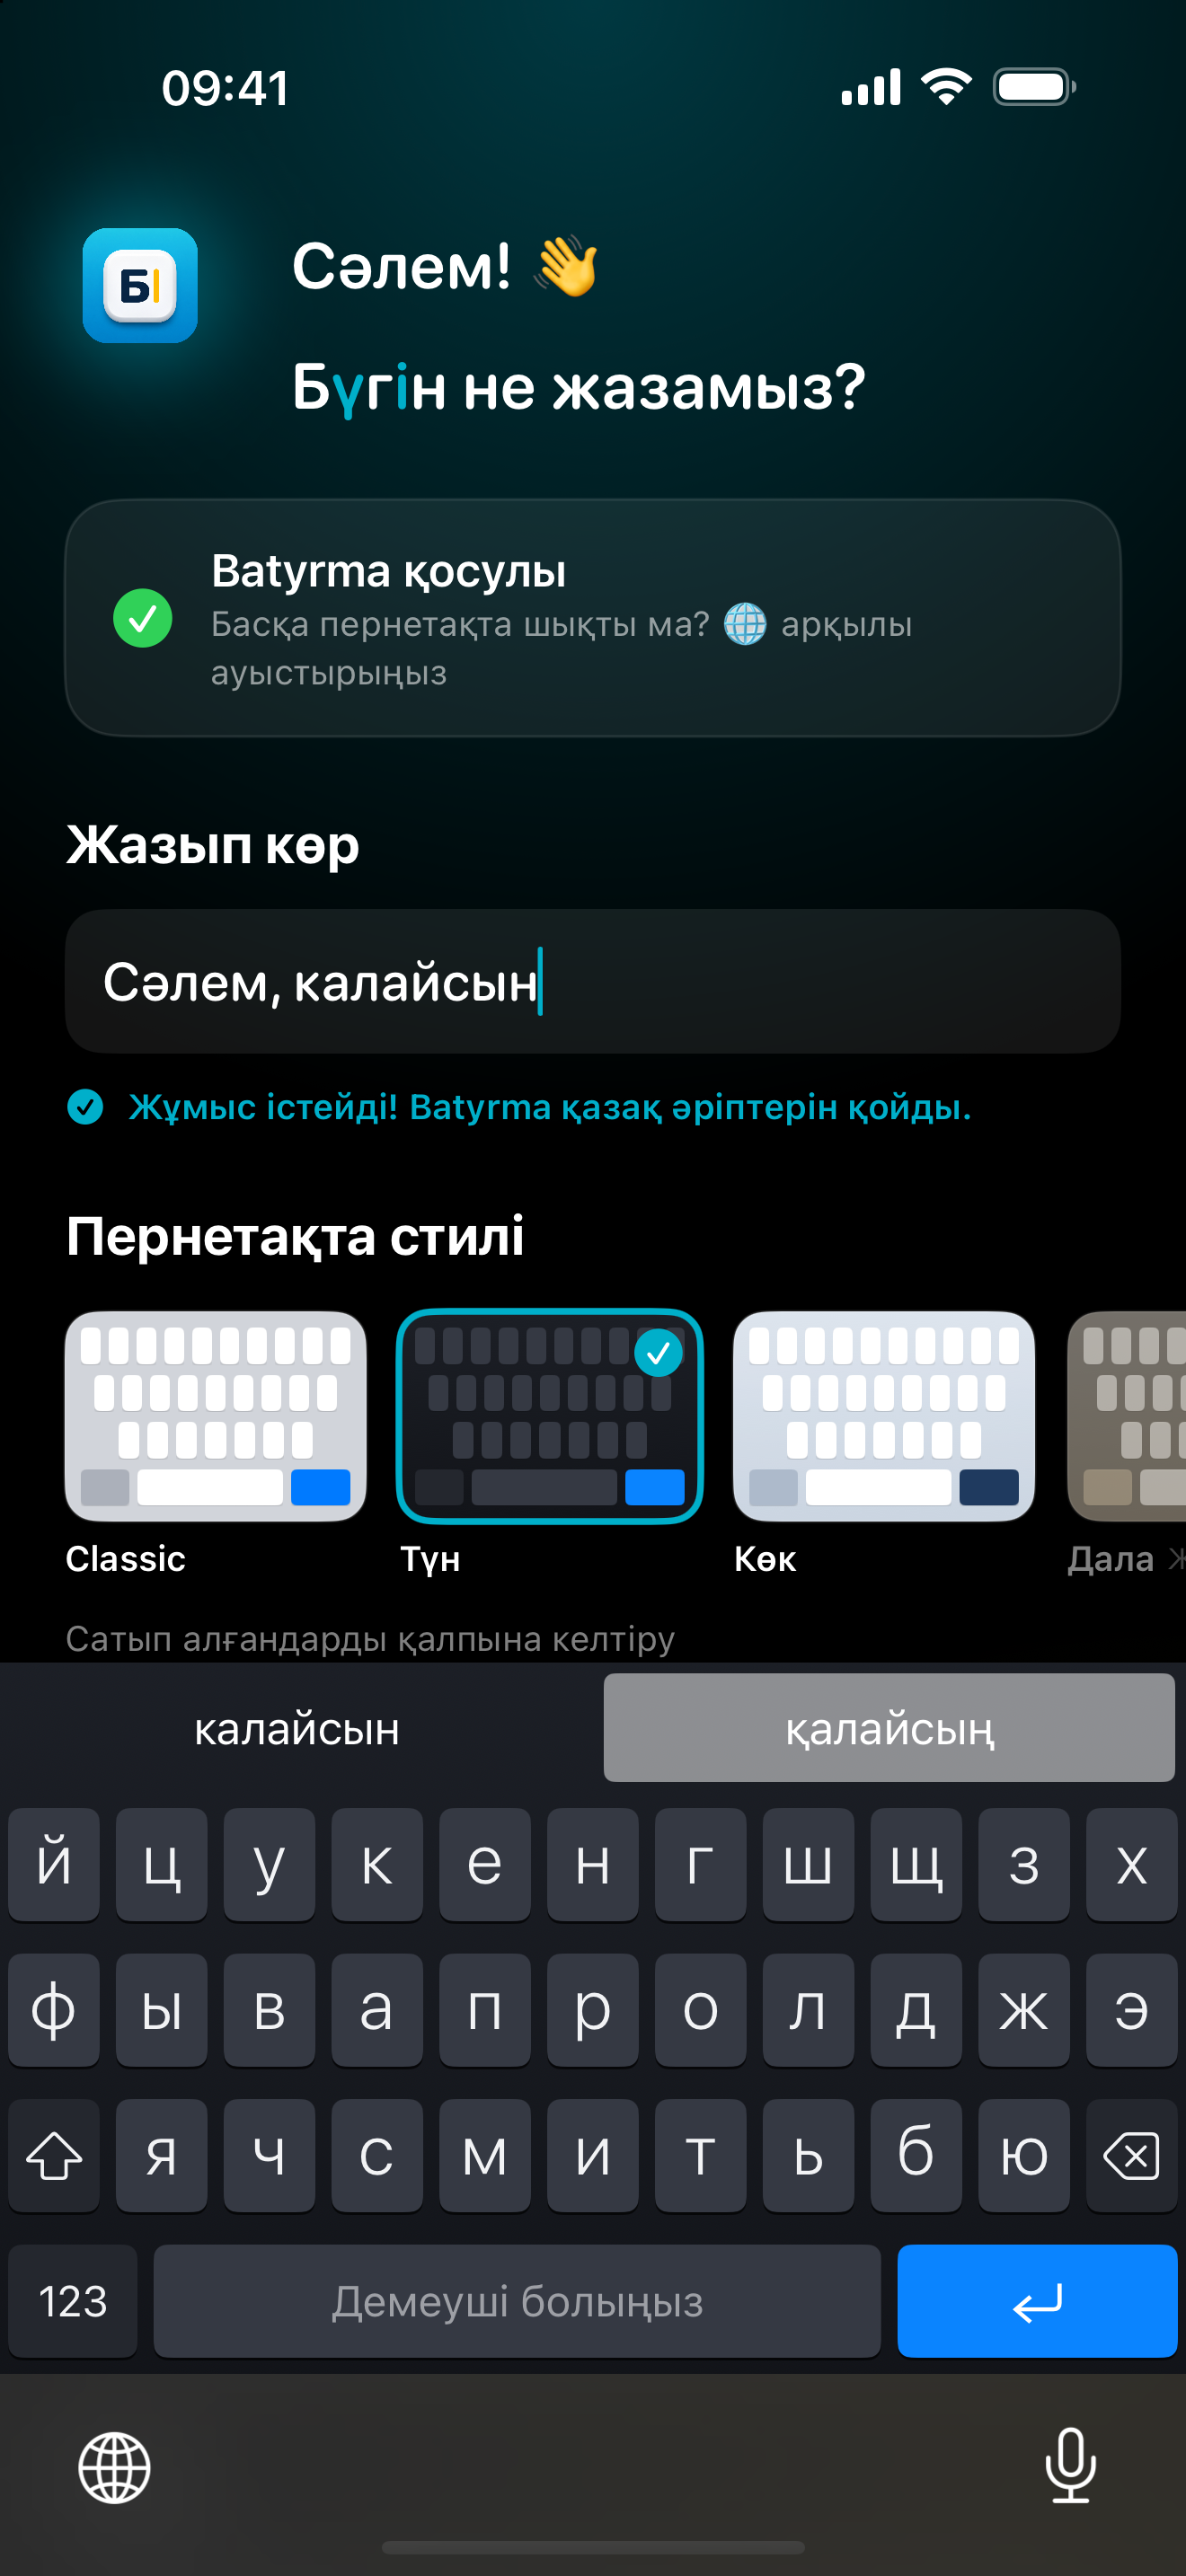 09:41
БІ
Сәлем! 👋
Бүгін не жазамыз?
Batyrma қосулы
Басқа пернетақта шықты ма? 🌐 арқылы
ауыстырыңыз
Жазып көр
Сәлем, калайсын
Жұмыс істейді! Batyrma қазақ әріптерін қойды.
Пернетақта стилі
Classic Түн Көк Дала
Сатып алғандарды қалпына келтіру
калайсын қалайсың
й ц у к е н г ш щ з х
ф ы в а п р о л д ж э
я ч с м и т ь б ю
123 Демеуші болыңыз